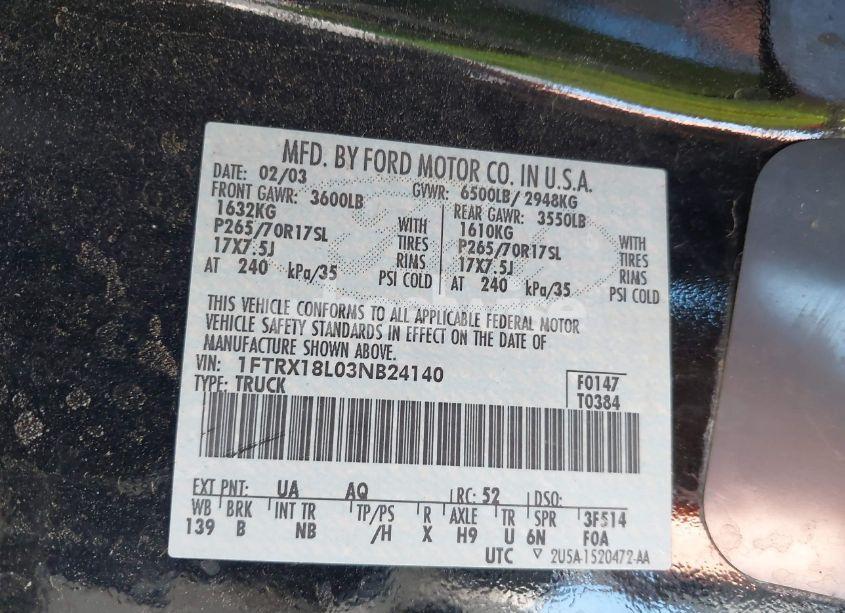 MFD. BY FORD MOTOR CO. IN U.S.A.
DATE: 02/03 GVWR: 6500LB/ 2948KG
FRONT GAWR: 3600LB REAR GAWR: 3550LB
1632KG WITH 1610KG WITH
P265/70R17SL TIRES P265/70R17SL TIRES
17X7.5J RIMS 17X7.5J RIMS
AT 240 kPa/35 PSI COLD AT 240 kPa/35 PSI COLD
THIS VEHICLE CONFORMS TO ALL APPLICABLE FEDERAL MOTOR
VEHICLE SAFETY STANDARDS IN EFFECT ON THE DATE OF
MANUFACTURE SHOWN ABOVE.
VIN: 1FTRX18L03NB24140 F0147
TYPE: TRUCK T0384
EXT PNT: UA AQ RC: 52 DSO:
WB BRK INT TR TP/PS R AXLE TR SPR 3F514
139 B NB /H X H9 U 6N F0A
UTC ▽ 2U5A-1520472-AA